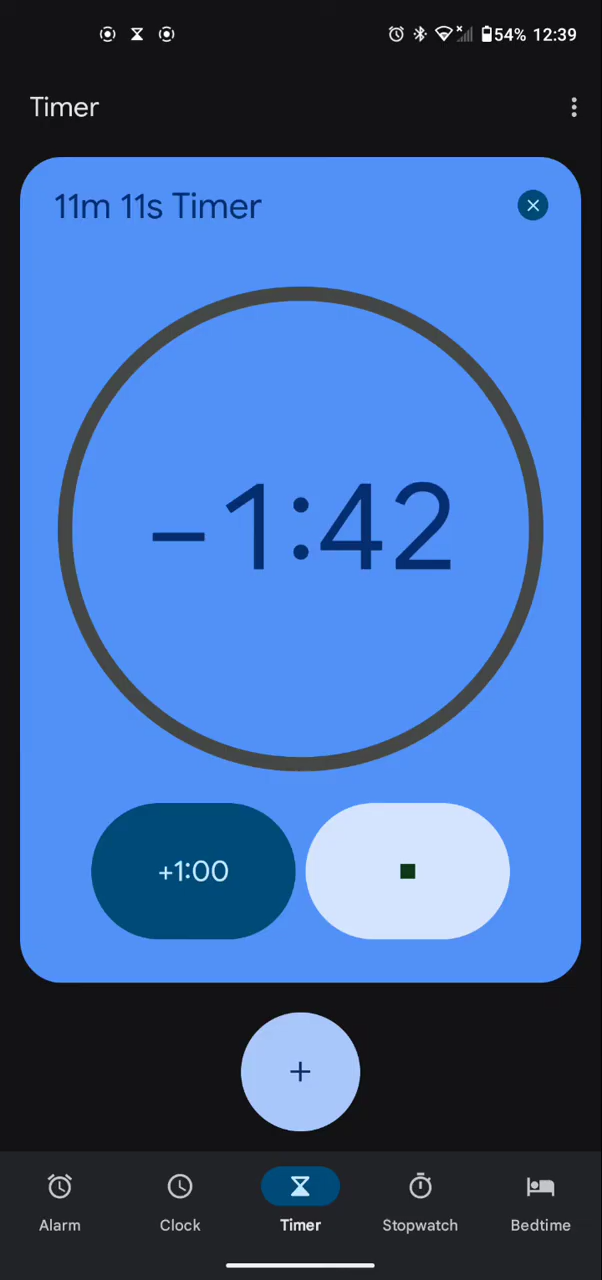 54% 12:39
Timer
11m 11s Timer
−1:42
+1:00
+
Alarm Clock Timer Stopwatch Bedtime